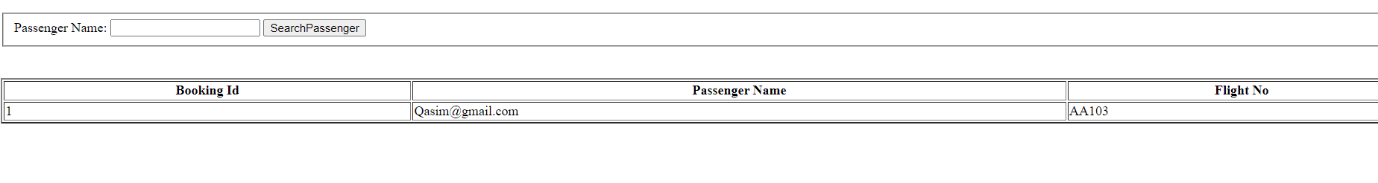 Passenger Name: SearchPassenger
Booking Id Passenger Name Flight No
1 Qasim@gmail.com AA103